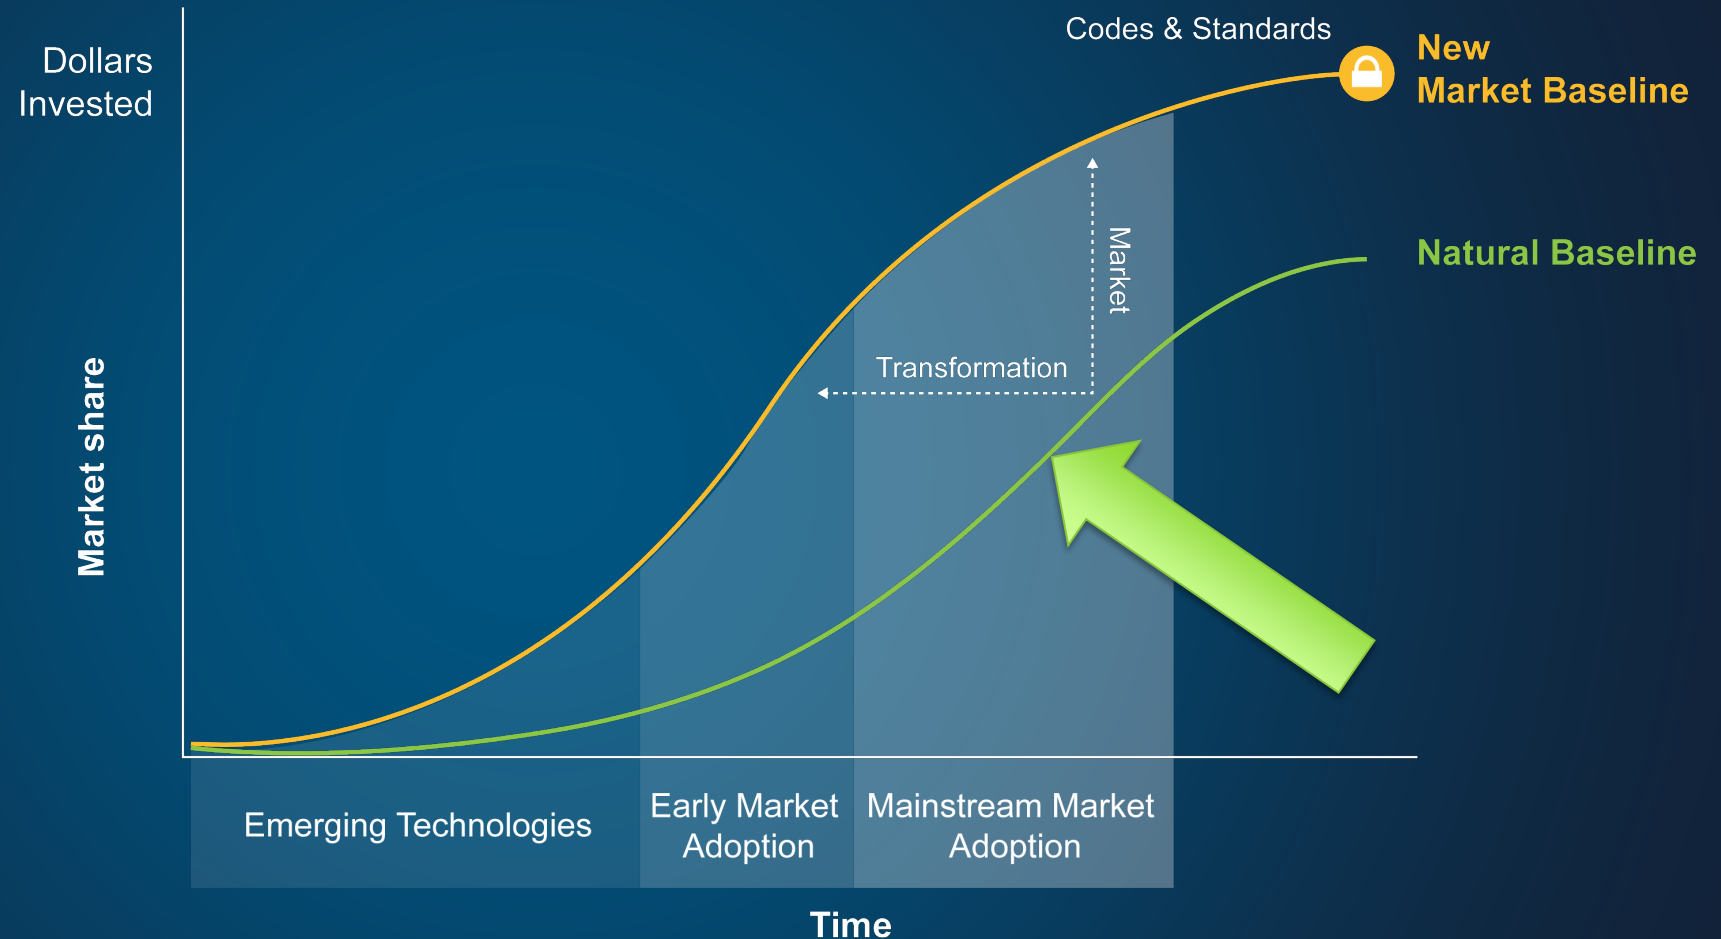 Dollars
Invested
Codes & Standards
New
Market Baseline
Natural Baseline
Market
Transformation
Market share
Emerging Technologies
Early Market
Adoption
Mainstream Market
Adoption
Time